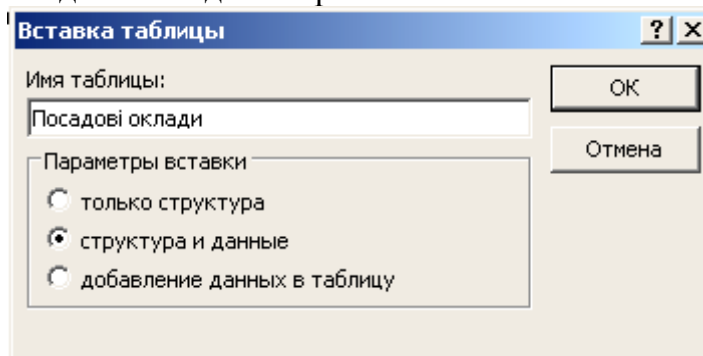 Вставка таблицы
Имя таблицы:
Посадові оклади
ОК
Отмена
Параметры вставки
только структура
структура и данные
добавление данных в таблицу